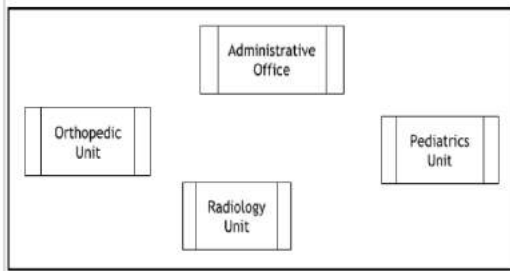 Administrative
Office
Orthopedic
Unit
Pediatrics
Unit
Radiology
Unit